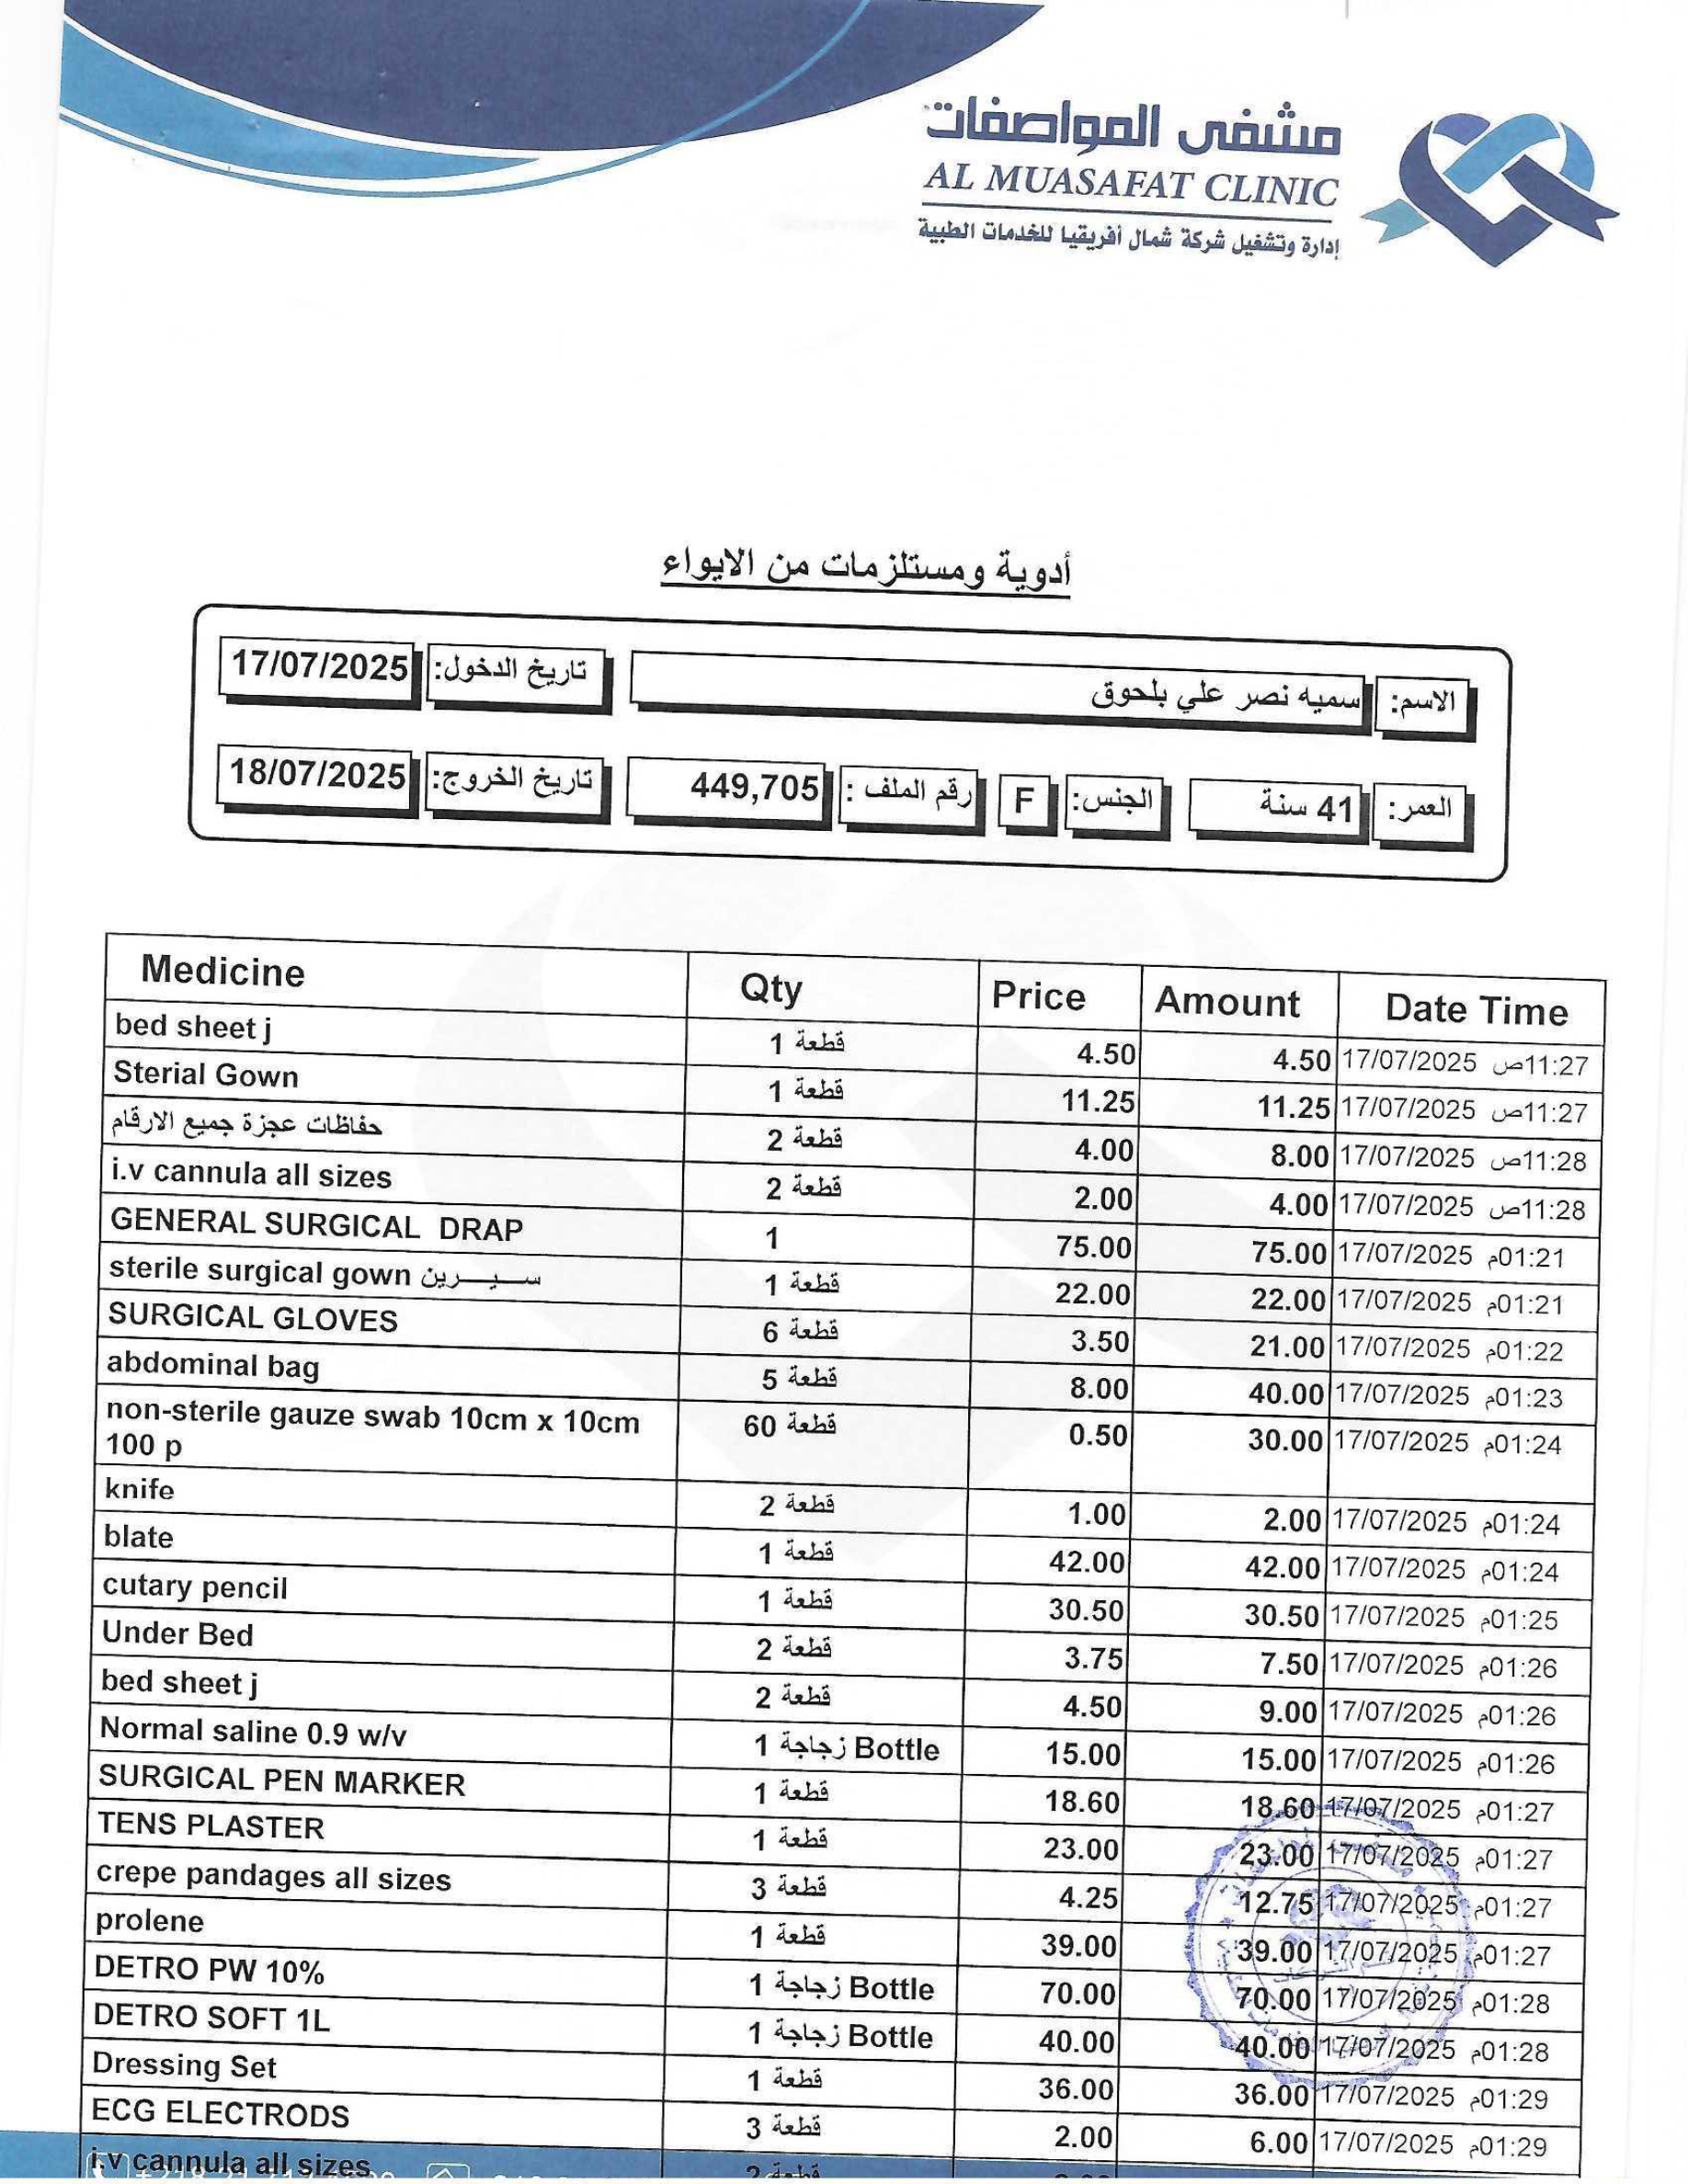 مشفى المواصفات
AL MUASAFAT CLINIC
إدارة وتشغيل شركة شمال أفريقيا للخدمات الطبية
أدوية ومستلزمات من الايواء
الاسم: سميه نصر علي بلحوق تاريخ الدخول: 17/07/2025
العمر: 41 سنة الجنس: F رقم الملف : 449,705 تاريخ الخروج: 18/07/2025
Medicine Qty Price Amount Date Time
bed sheet j 1 قطعة 4.50 4.50 17/07/2025 11:27ص
Sterial Gown 1 قطعة 11.25 11.25 17/07/2025 11:27ص
حفاظات عجزة جميع الارقام 2 قطعة 4.00 8.00 17/07/2025 11:28ص
i.v cannula all sizes 2 قطعة 2.00 4.00 17/07/2025 11:28ص
GENERAL SURGICAL DRAP 1 75.00 75.00 17/07/2025 01:21م
sterile surgical gown سيرين 1 قطعة 22.00 22.00 17/07/2025 01:21م
SURGICAL GLOVES 6 قطعة 3.50 21.00 17/07/2025 01:22م
abdominal bag 5 قطعة 8.00 40.00 17/07/2025 01:23م
non-sterile gauze swab 10cm x 10cm 60 قطعة 0.50 30.00 17/07/2025 01:24م
100 p
knife 2 قطعة 1.00 2.00 17/07/2025 01:24م
blate 1 قطعة 42.00 42.00 17/07/2025 01:24م
cutary pencil 1 قطعة 30.50 30.50 17/07/2025 01:25م
Under Bed 2 قطعة 3.75 7.50 17/07/2025 01:26م
bed sheet j 2 قطعة 4.50 9.00 17/07/2025 01:26م
Normal saline 0.9 w/v 1 زجاجة Bottle 15.00 15.00 17/07/2025 01:26م
SURGICAL PEN MARKER 1 قطعة 18.60 18.60 17/07/2025 01:27م
TENS PLASTER 1 قطعة 23.00 23.00 17/07/2025 01:27م
crepe pandages all sizes 3 قطعة 4.25 12.75 17/07/2025 01:27م
prolene 1 قطعة 39.00 39.00 17/07/2025 01:27م
DETRO PW 10% 1 زجاجة Bottle 70.00 70.00 17/07/2025 01:28م
DETRO SOFT 1L 1 زجاجة Bottle 40.00 40.00 17/07/2025 01:28م
Dressing Set 1 قطعة 36.00 36.00 17/07/2025 01:29م
ECG ELECTRODS 3 قطعة 2.00 6.00 17/07/2025 01:29م
i.v cannula all sizes 2 قطعة